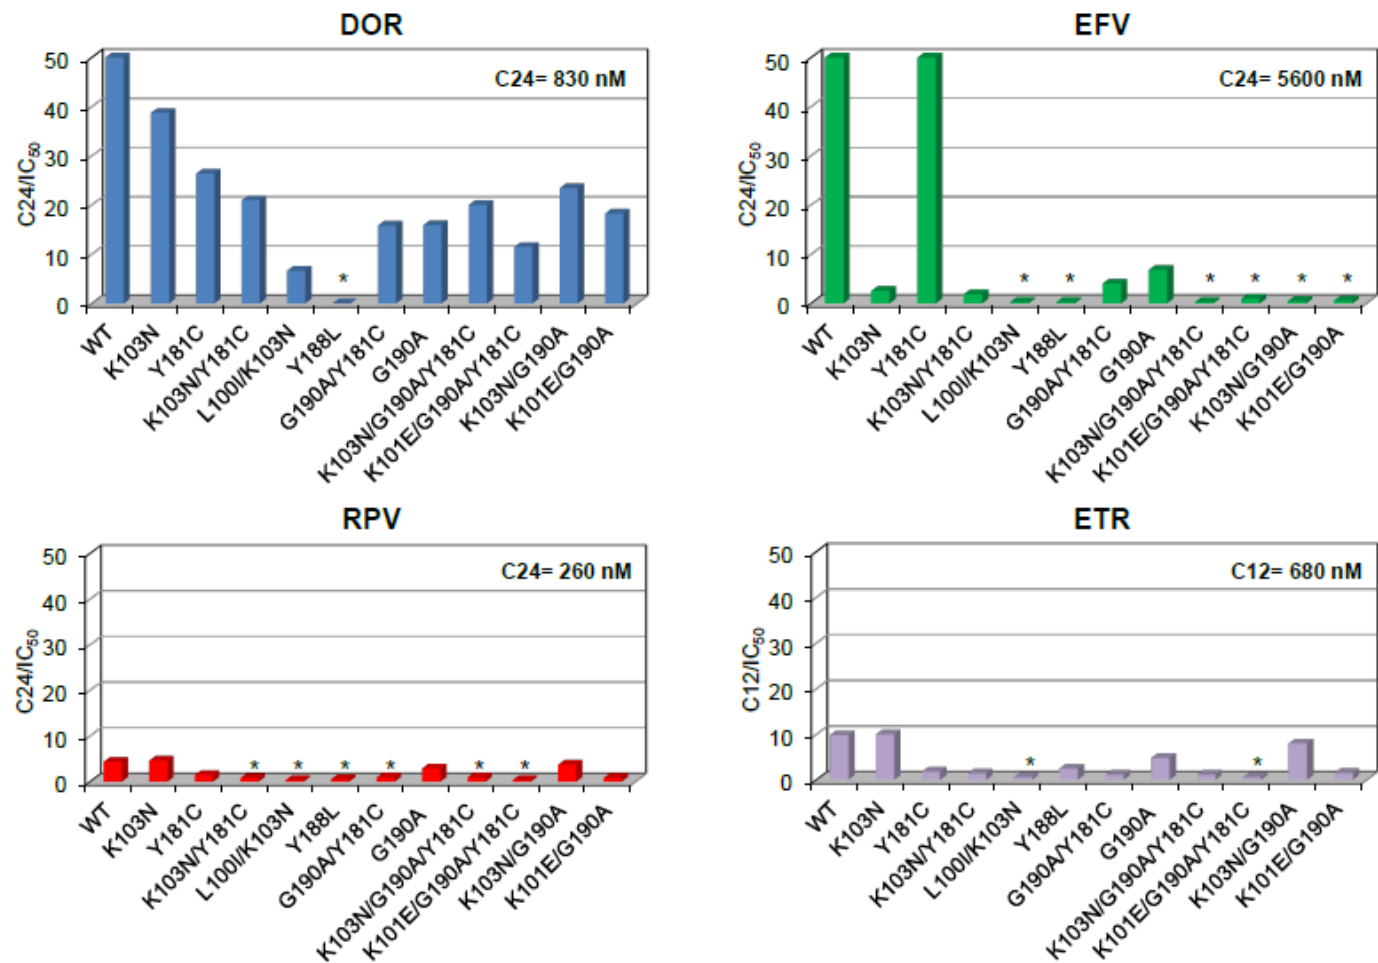 DOR
C24= 830 nM
C24/IC50
50
40
30
20
10
0
*
WT
K103N
Y181C
K103N/Y181C
L100I/K103N
Y188L
G190A/Y181C
G190A
K103N/G190A/Y181C
K101E/G190A/Y181C
K103N/G190A
K101E/G190A
EFV
C24= 5600 nM
C24/IC50
50
40
30
20
10
0
* * * * * *
WT
K103N
Y181C
K103N/Y181C
L100I/K103N
Y188L
G190A/Y181C
G190A
K103N/G190A/Y181C
K101E/G190A/Y181C
K103N/G190A
K101E/G190A
RPV
C24= 260 nM
C24/IC50
50
40
30
20
10
0
* * * * * *
WT
K103N
Y181C
K103N/Y181C
L100I/K103N
Y188L
G190A/Y181C
G190A
K103N/G190A/Y181C
K101E/G190A/Y181C
K103N/G190A
K101E/G190A
ETR
C12= 680 nM
C12/IC50
50
40
30
20
10
0
* *
WT
K103N
Y181C
K103N/Y181C
L100I/K103N
Y188L
G190A/Y181C
G190A
K103N/G190A/Y181C
K101E/G190A/Y181C
K103N/G190A
K101E/G190A